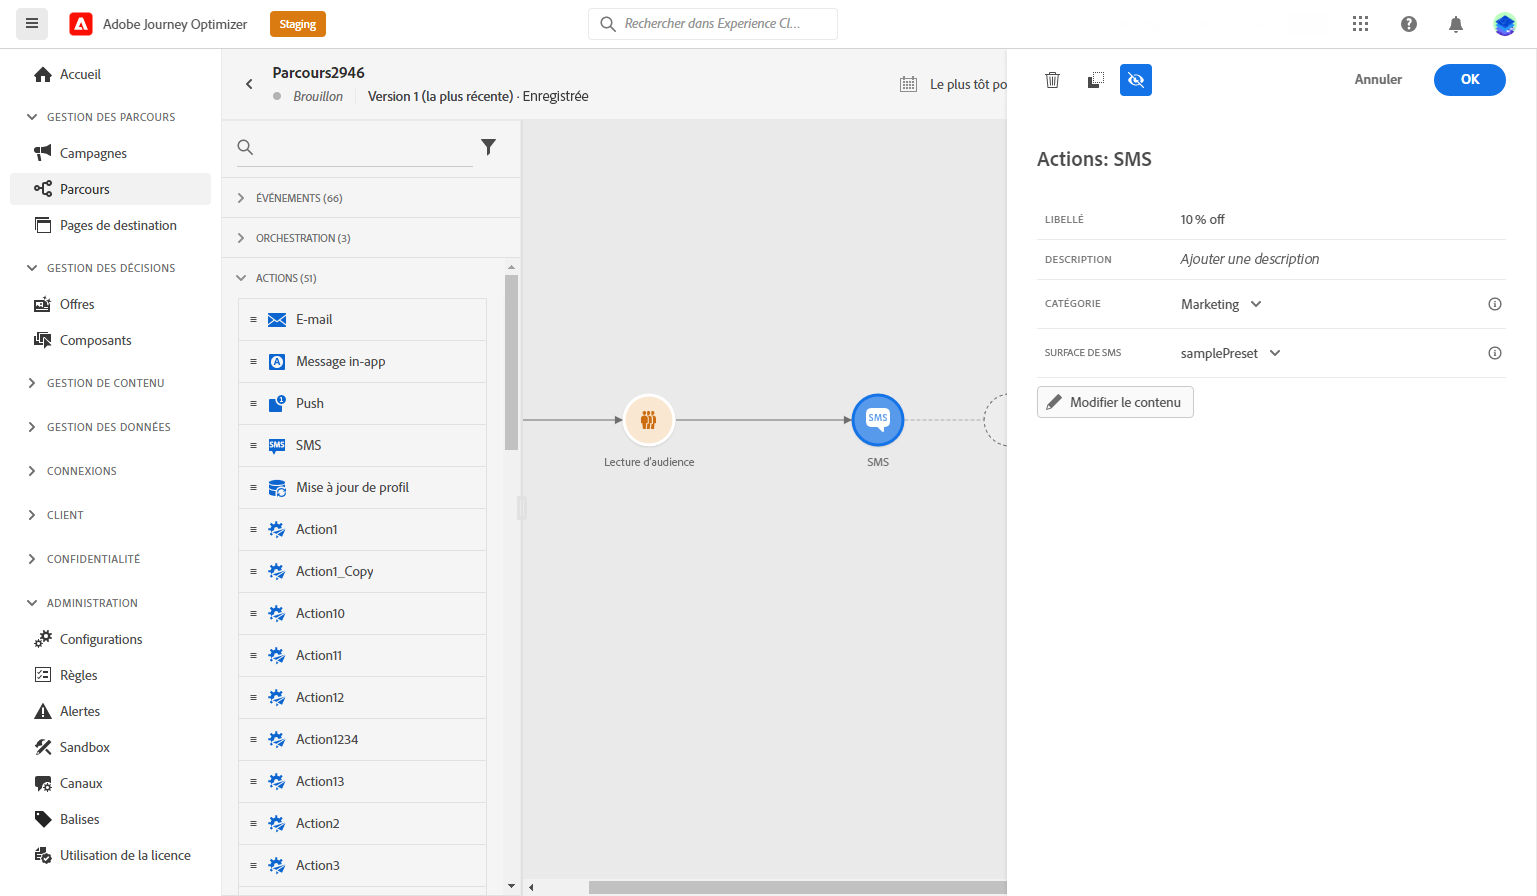 Adobe Journey Optimizer
Staging
Rechercher dans Experience Cl...
Accueil
GESTION DES PARCOURS
Campagnes
Parcours
Pages de destination
GESTION DES DÉCISIONS
Offres
Composants
GESTION DE CONTENU
GESTION DES DONNÉES
CONNEXIONS
CLIENT
CONFIDENTIALITÉ
ADMINISTRATION
Configurations
Règles
Alertes
Sandbox
Canaux
Balises
Utilisation de la licence
Parcours2946
Brouillon
Version 1 (la plus récente) · Enregistrée
Le plus tôt po
ÉVÉNEMENTS (66)
ORCHESTRATION (3)
ACTIONS (51)
E-mail
Message in-app
Push
SMS
SMS
Mise à jour de profil
Action1
Action1_Copy
Action10
Action11
Action12
Action1234
Action13
Action2
Action3
Lecture d'audience
SMS
SMS
Annuler
OK
Actions: SMS
LIBELLÉ
10 % off
DESCRIPTION
Ajouter une description
CATÉGORIE
Marketing
SURFACE DE SMS
samplePreset
Modifier le contenu